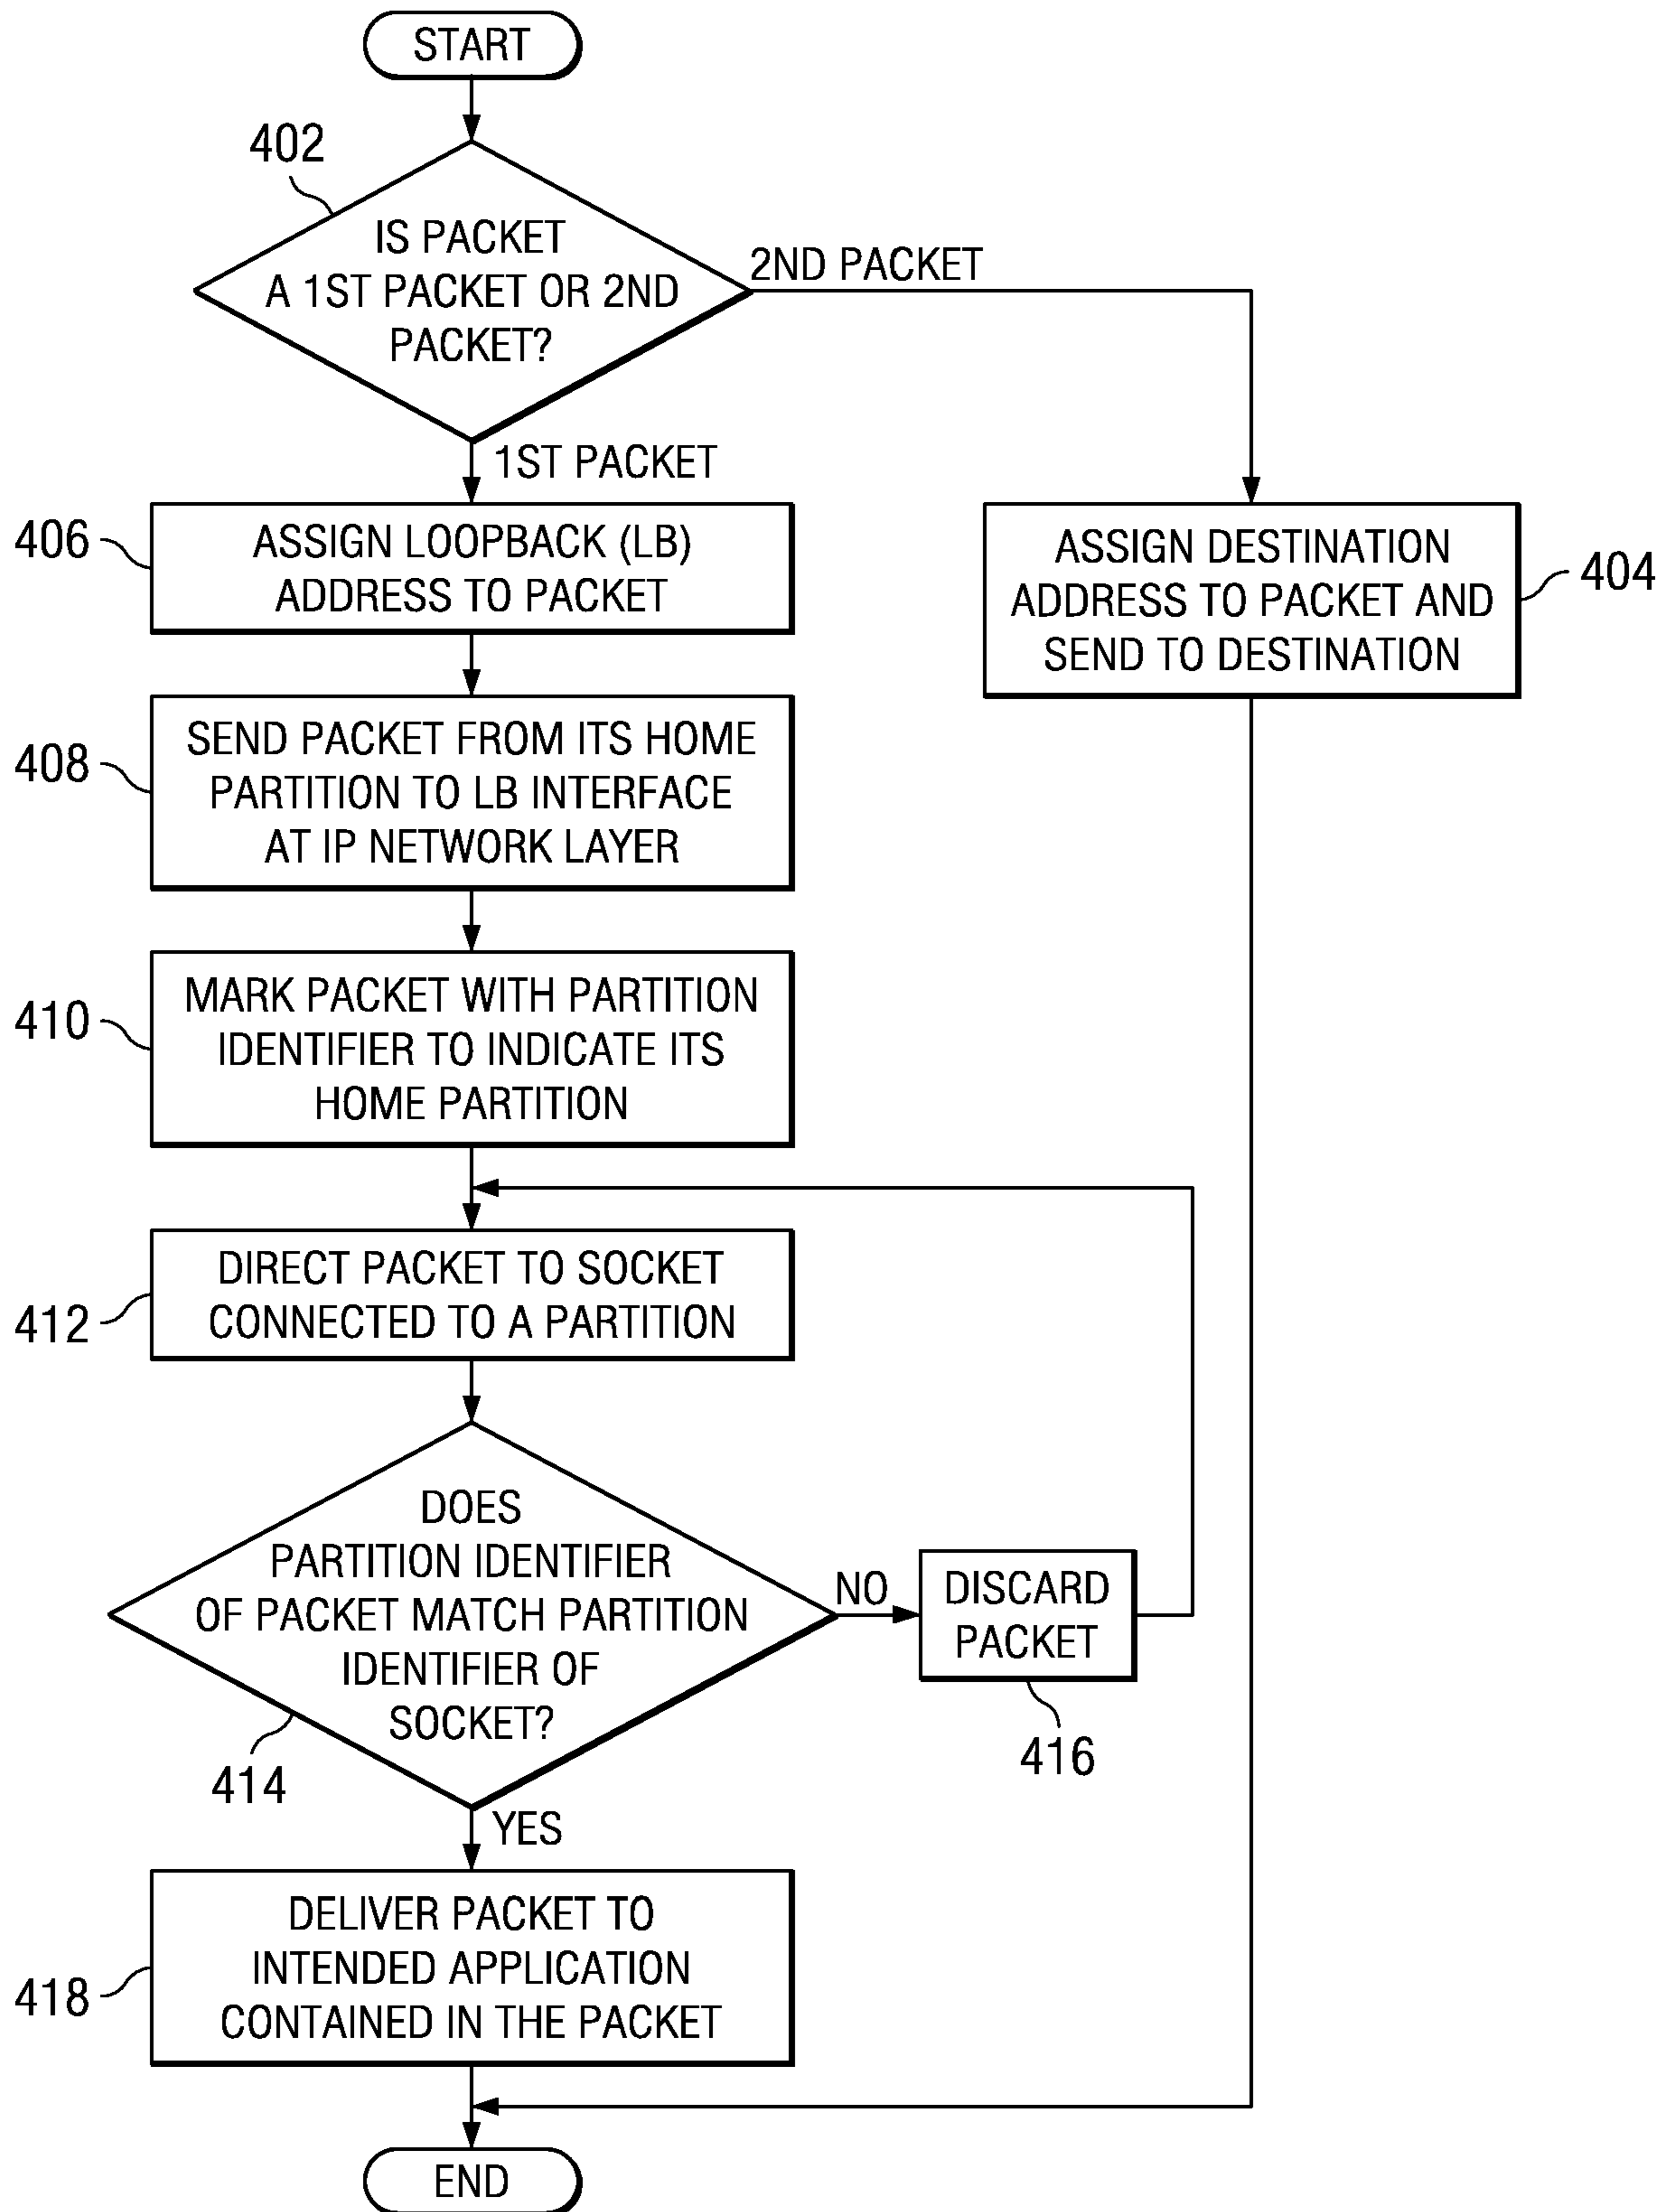 START
402
IS PACKET
A 1ST PACKET OR 2ND
PACKET?
2ND PACKET
1ST PACKET
406
ASSIGN LOOPBACK (LB)
ADDRESS TO PACKET
ASSIGN DESTINATION
ADDRESS TO PACKET AND
SEND TO DESTINATION
404
408
SEND PACKET FROM ITS HOME
PARTITION TO LB INTERFACE
AT IP NETWORK LAYER
410
MARK PACKET WITH PARTITION
IDENTIFIER TO INDICATE ITS
HOME PARTITION
412
DIRECT PACKET TO SOCKET
CONNECTED TO A PARTITION
DOES
PARTITION IDENTIFIER
OF PACKET MATCH PARTITION
IDENTIFIER OF
SOCKET?
414
NO
DISCARD
PACKET
416
YES
418
DELIVER PACKET TO
INTENDED APPLICATION
CONTAINED IN THE PACKET
END